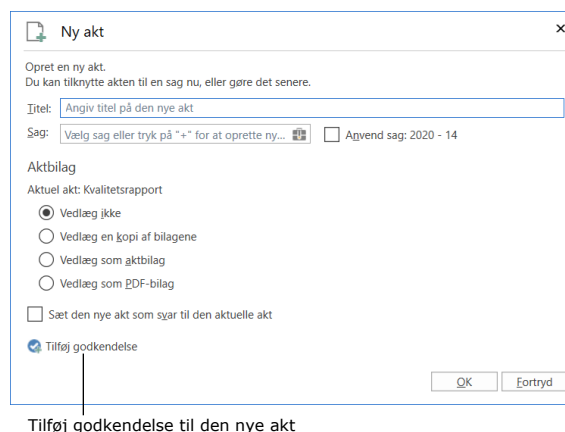 Ny akt
Opret en ny akt.
Du kan tilknytte akten til en sag nu, eller gøre det senere.
Titel: Angiv titel på den nye akt
Sag: Vælg sag eller tryk på "+" for at oprette ny... Anvend sag: 2020 - 14
Aktbilag
Aktuel akt: Kvalitetsrapport
Vedlæg ikke
Vedlæg en kopi af bilagene
Vedlæg som aktbilag
Vedlæg som PDF-bilag
Sæt den nye akt som svar til den aktuelle akt
Tilføj godkendelse
OK Fortryd
Tilføj godkendelse til den nye akt